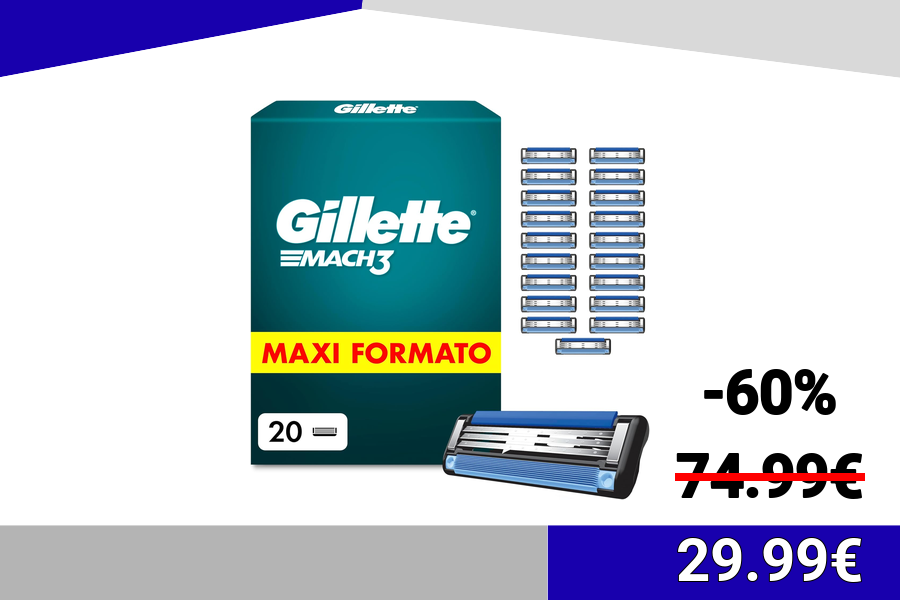 Gillette
Gillette®
MACH3
MAXI FORMATO
20
-60%
74.99€
29.99€